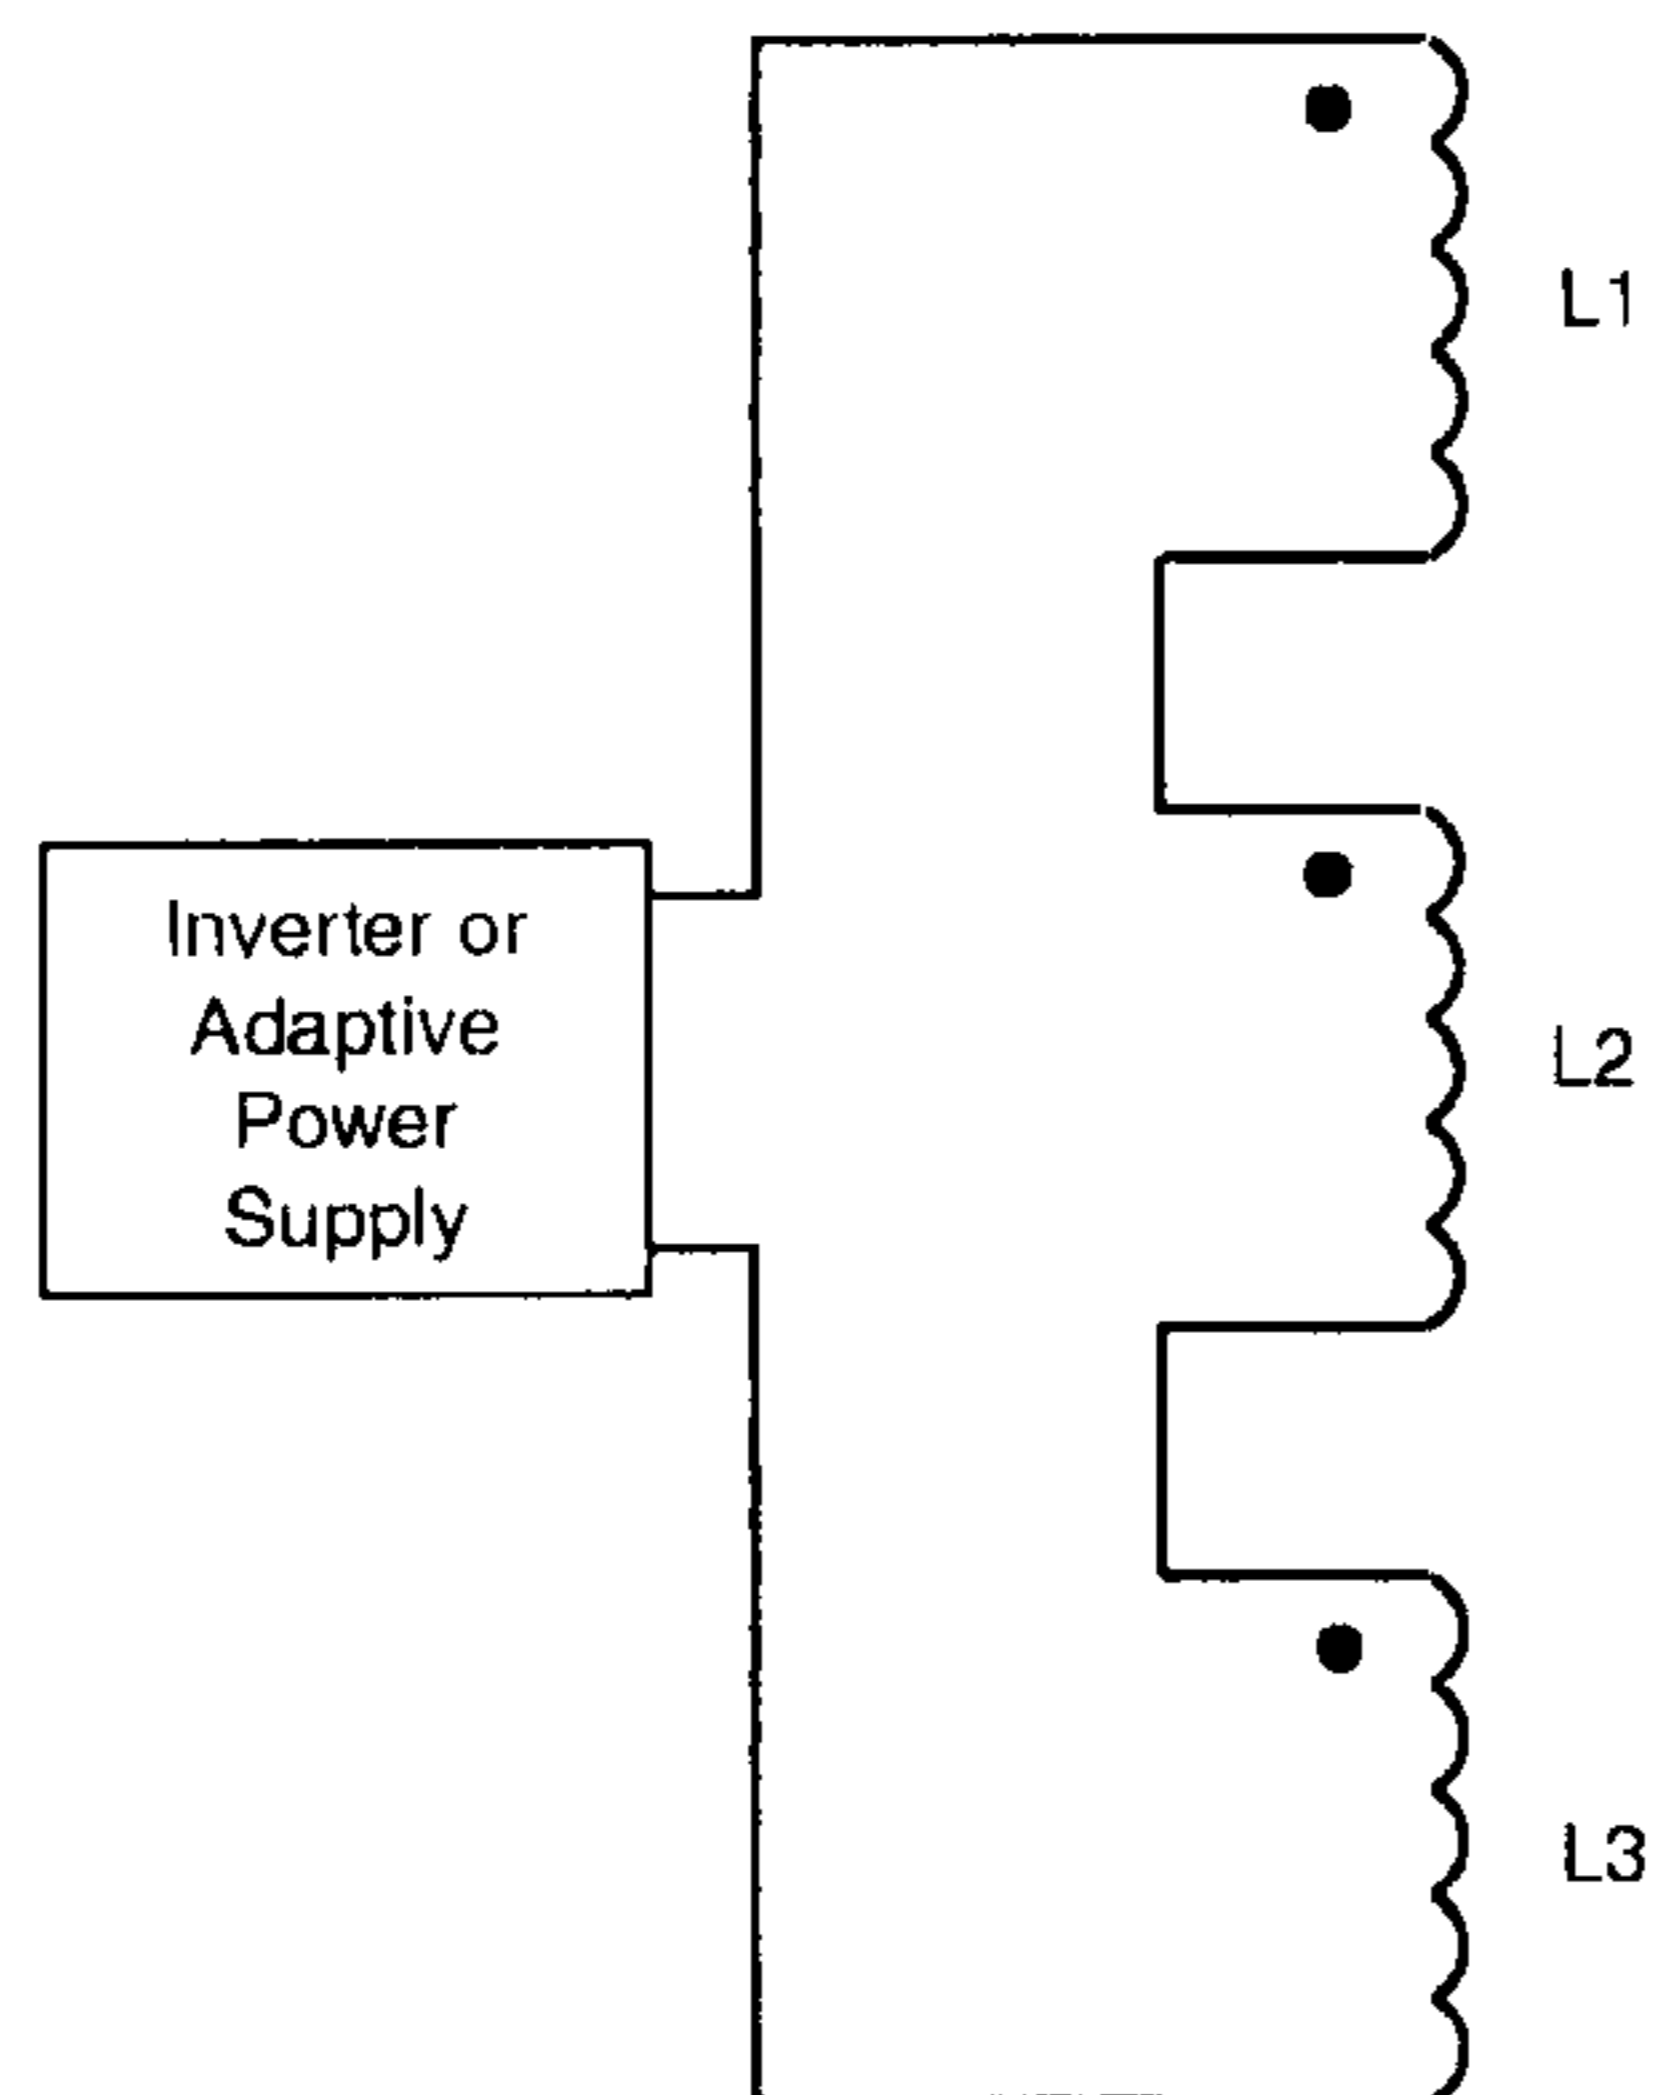 L1
Inverter or
Adaptive
Power
Supply
L2
L3